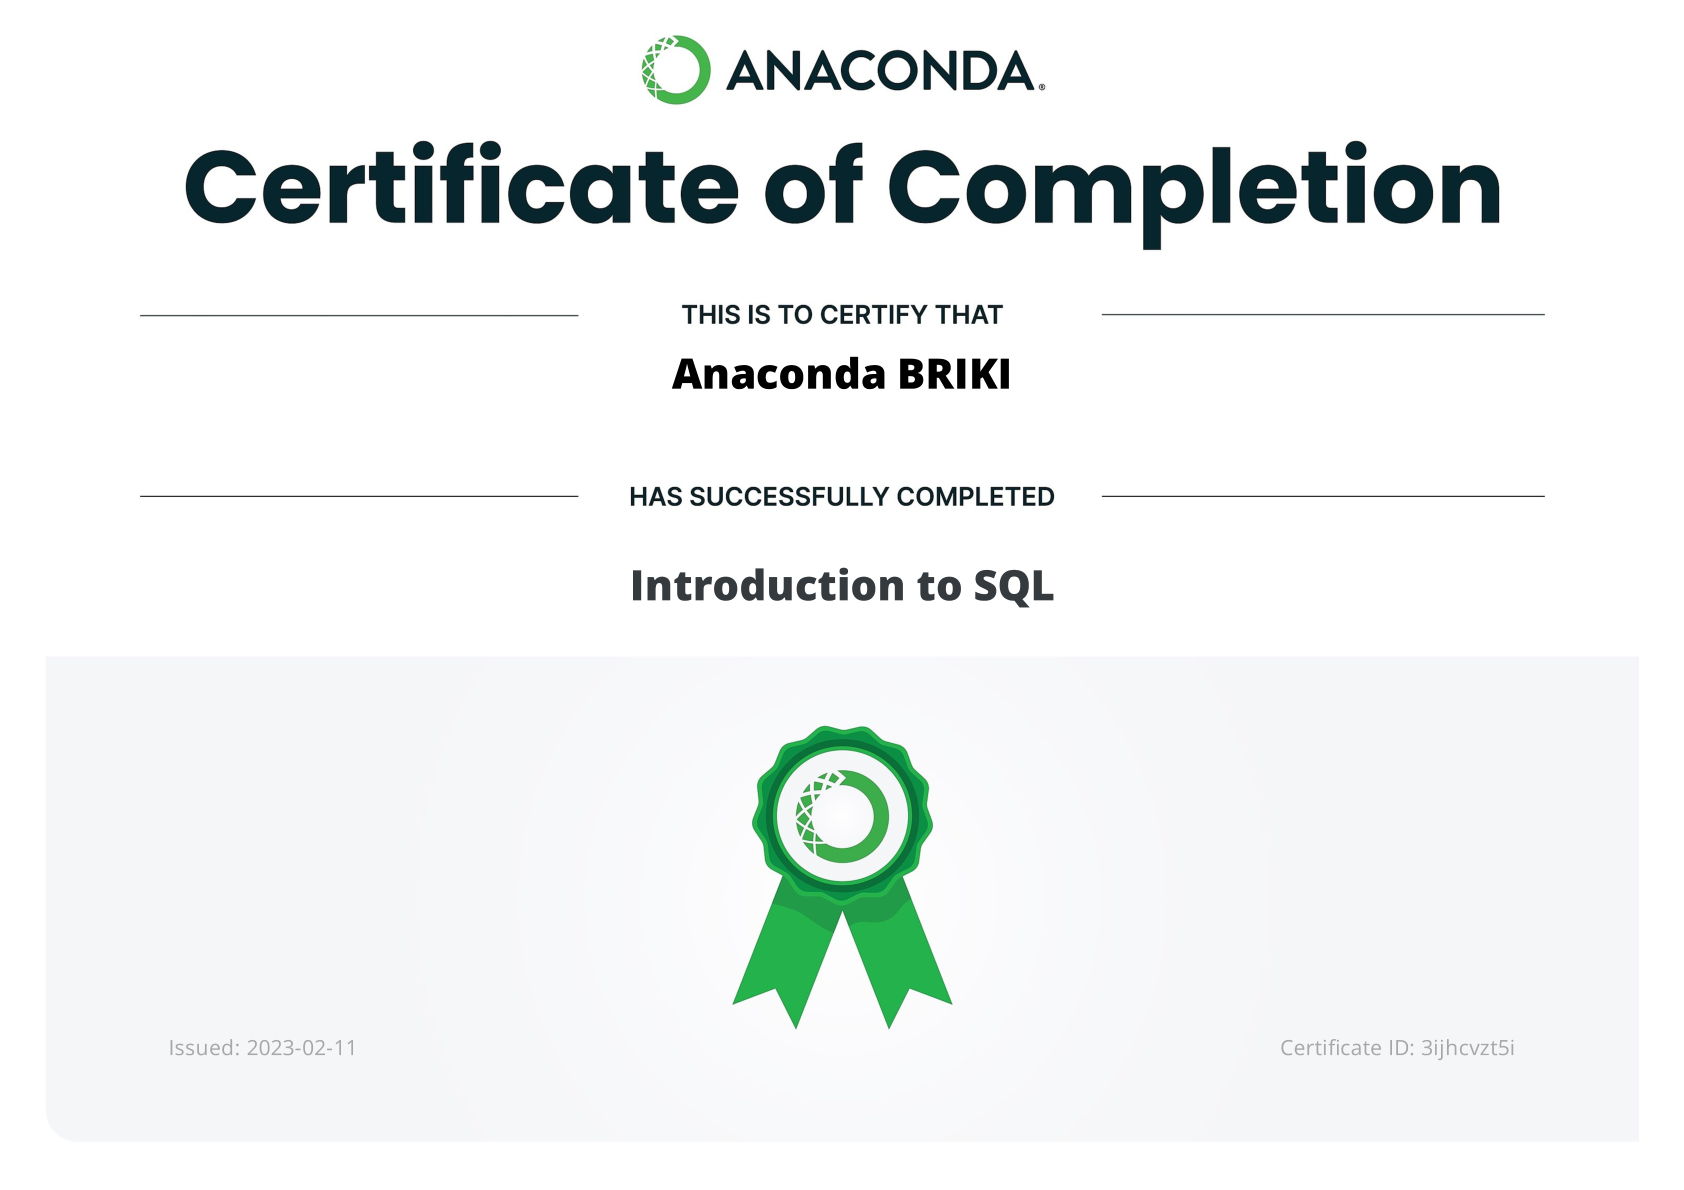 ANACONDA®
Certificate of Completion
THIS IS TO CERTIFY THAT
Anaconda BRIKI
HAS SUCCESSFULLY COMPLETED
Introduction to SQL
Issued: 2023-02-11
Certificate ID: 3ijhcvzt5i